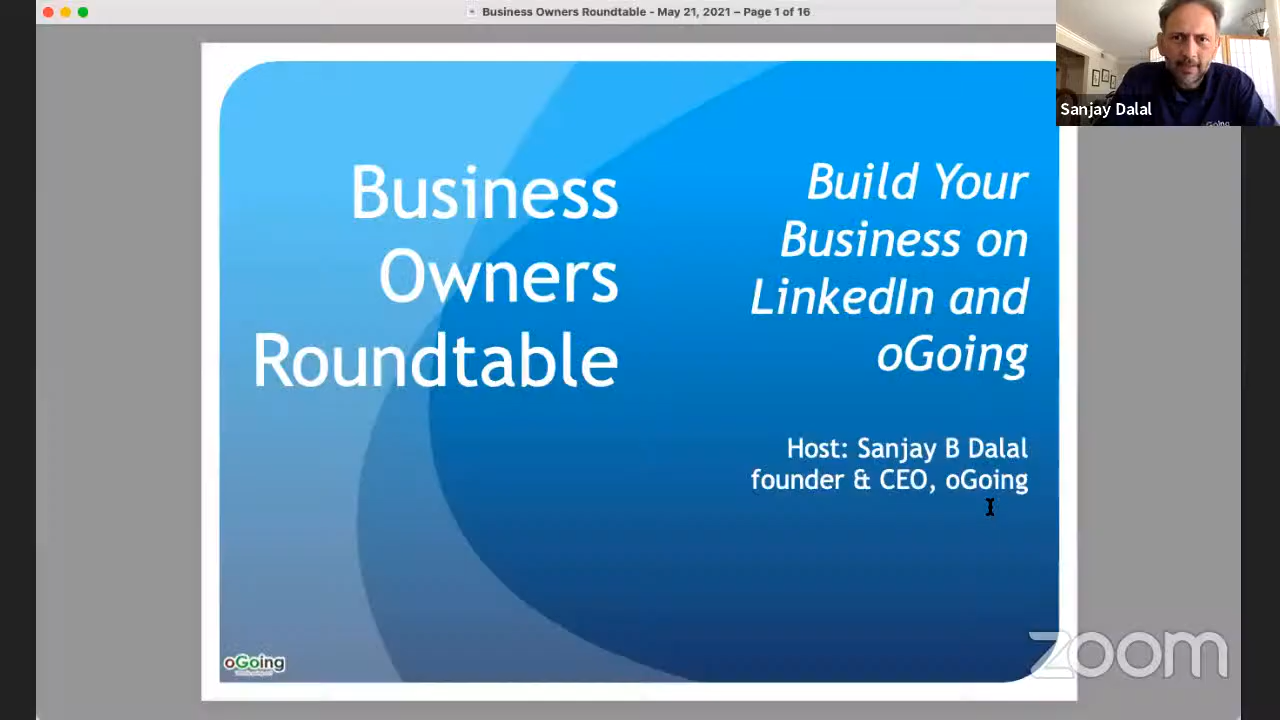 Business Owners Roundtable - May 21, 2021 – Page 1 of 16
Sanjay Dalal
Business
Owners
Roundtable
Build Your
Business on
LinkedIn and
oGoing
Host: Sanjay B Dalal
founder & CEO, oGoing
oGoing
zoom